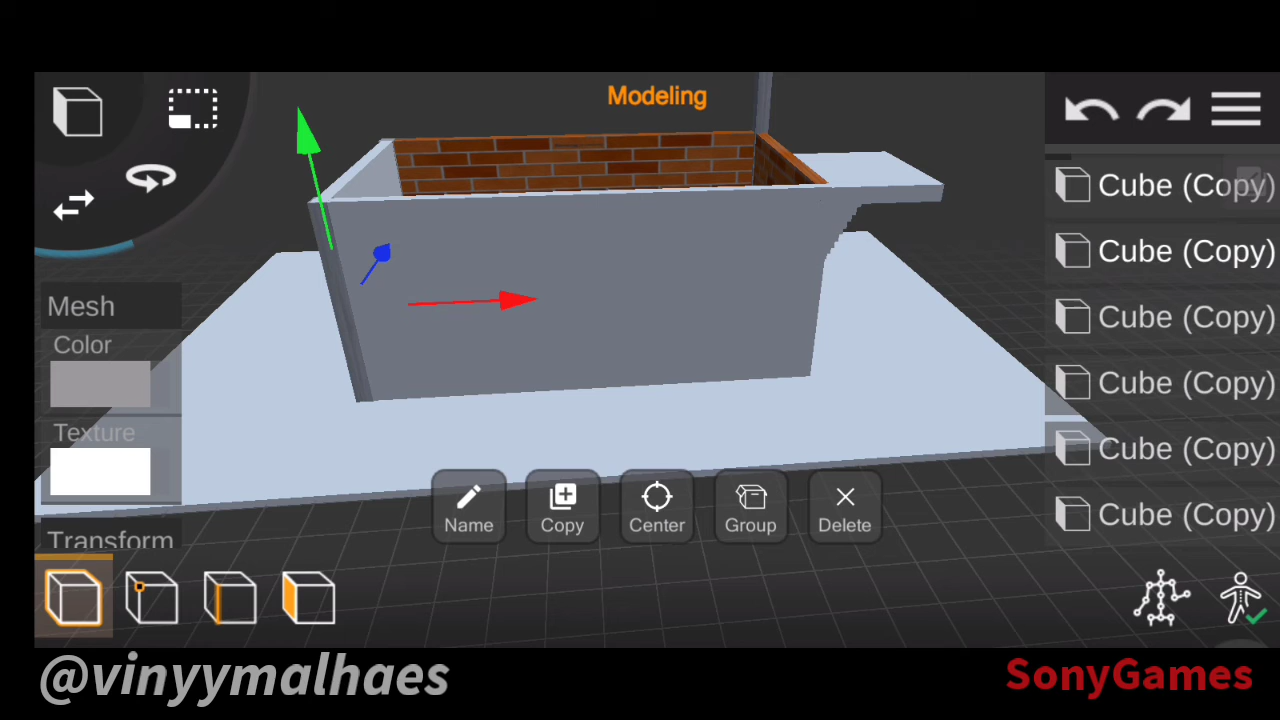 Modeling
Cube (Copy)
Cube (Copy)
Cube (Copy)
Cube (Copy)
Cube (Copy)
Cube (Copy)
Mesh
Color
Texture
Transform
Name
Copy
Center
Group
Delete
@vinyymalhaes
SonyGames